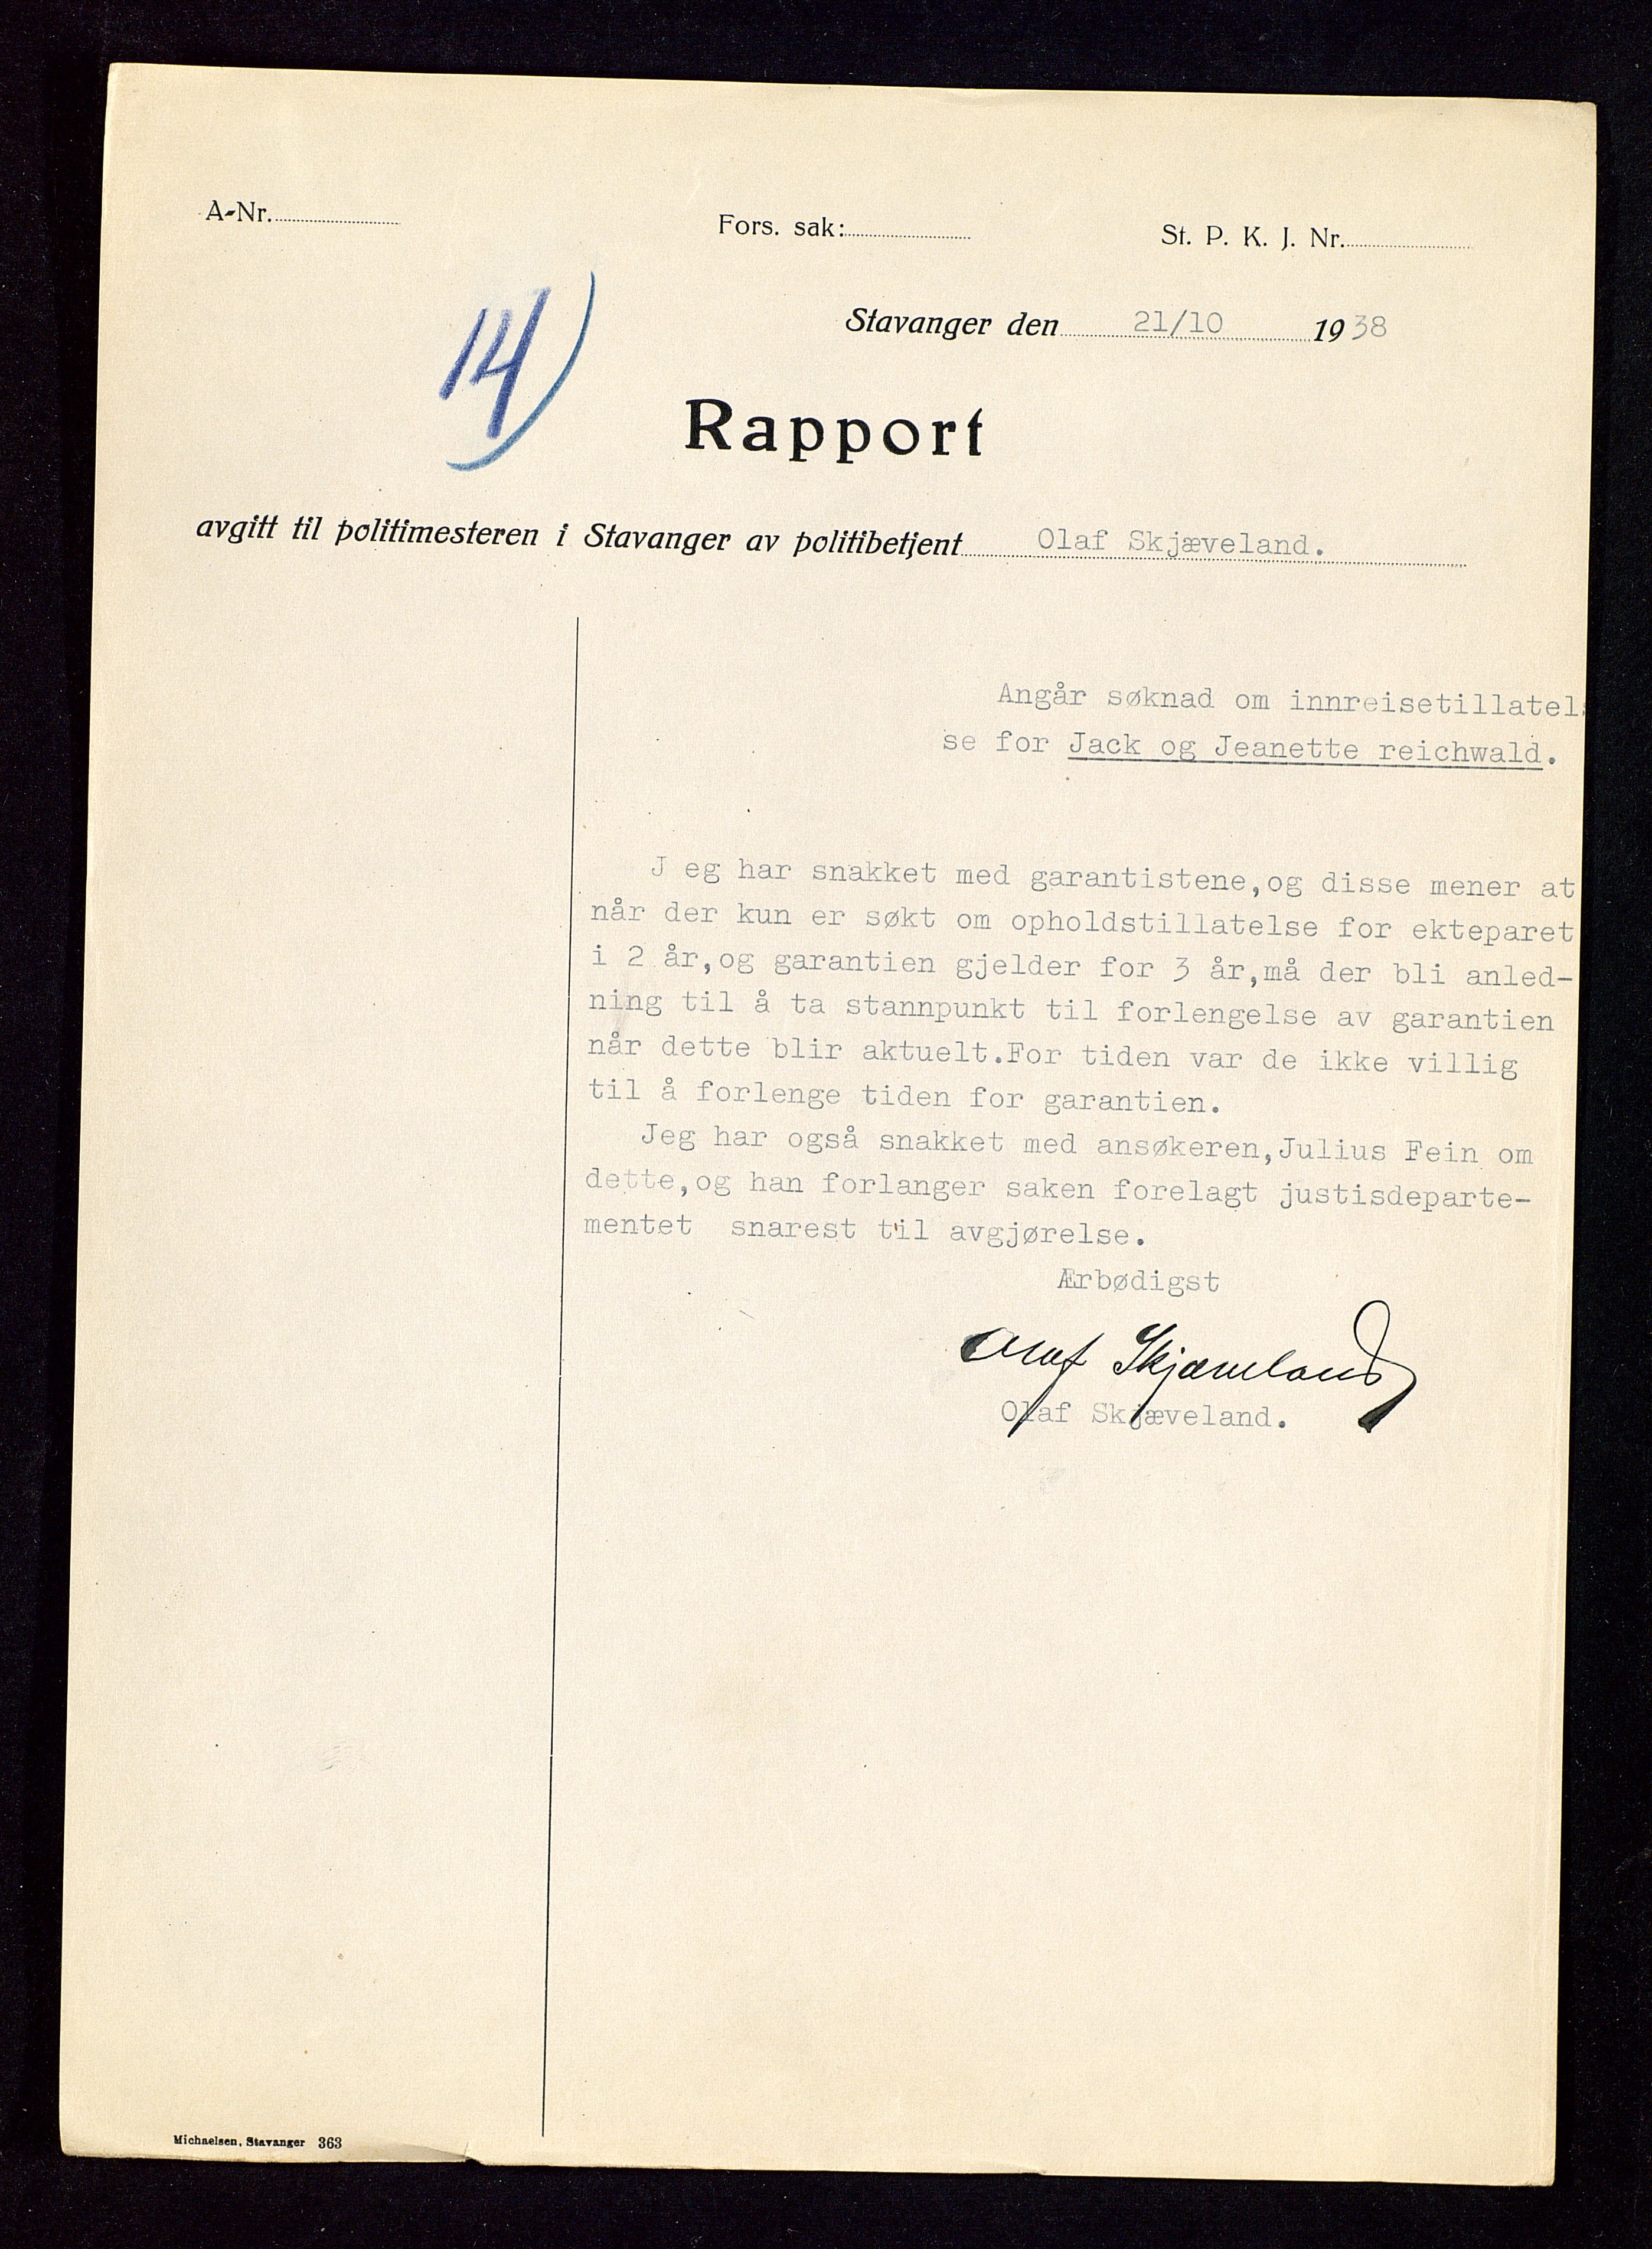 A-Nr.
Fors. sak:
St. P. K. J. Nr.
14)
Stavanger den 21/10 1938
Rapport
avgitt til politimesteren i Stavanger av politibetjent Olaf Skjæveland.
Angår søknad om innreisetillatel
se for Jack og Jeanette reichwald.
J eg har snakket med garantistene,og disse mener at
når der kun er søkt om opholdstillatelse for ekteparet
i 2 år,og garantien gjelder for 3 år,må der bli anled-
ning til å ta stannpunkt til forlengelse av garantien
når dette blir aktuelt.For tiden var de ikke villig
til å forlenge tiden for garantien.
Jeg har også snakket med ansøkeren,Julius Fein om
dette,og han forlanger saken forelagt justisdeparte-
mentet snarest til avgjørelse.
Ærbødigst
Olaf Skjæveland
Olaf Skjæveland.
Michaelsen, Stavanger 363